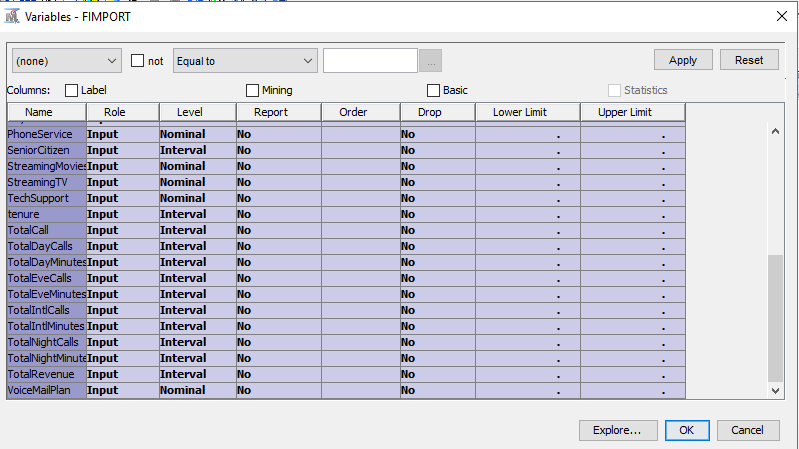 Variables - FIMPORT
(none) not Equal to ... Apply Reset
Columns: Label Mining Basic Statistics
Name Role Level Report Order Drop Lower Limit Upper Limit
PhoneService Input Nominal No No . .
SeniorCitizen Input Interval No No . .
StreamingMovies Input Nominal No No . .
StreamingTV Input Nominal No No . .
TechSupport Input Nominal No No . .
tenure Input Interval No No . .
TotalCall Input Interval No No . .
TotalDayCalls Input Interval No No . .
TotalDayMinutes Input Interval No No . .
TotalEveCalls Input Interval No No . .
TotalEveMinutes Input Interval No No . .
TotalIntlCalls Input Interval No No . .
TotalIntlMinutes Input Interval No No . .
TotalNightCalls Input Interval No No . .
TotalNightMinute Input Interval No No . .
TotalRevenue Input Interval No No . .
VoiceMailPlan Input Nominal No No . .
Explore... OK Cancel